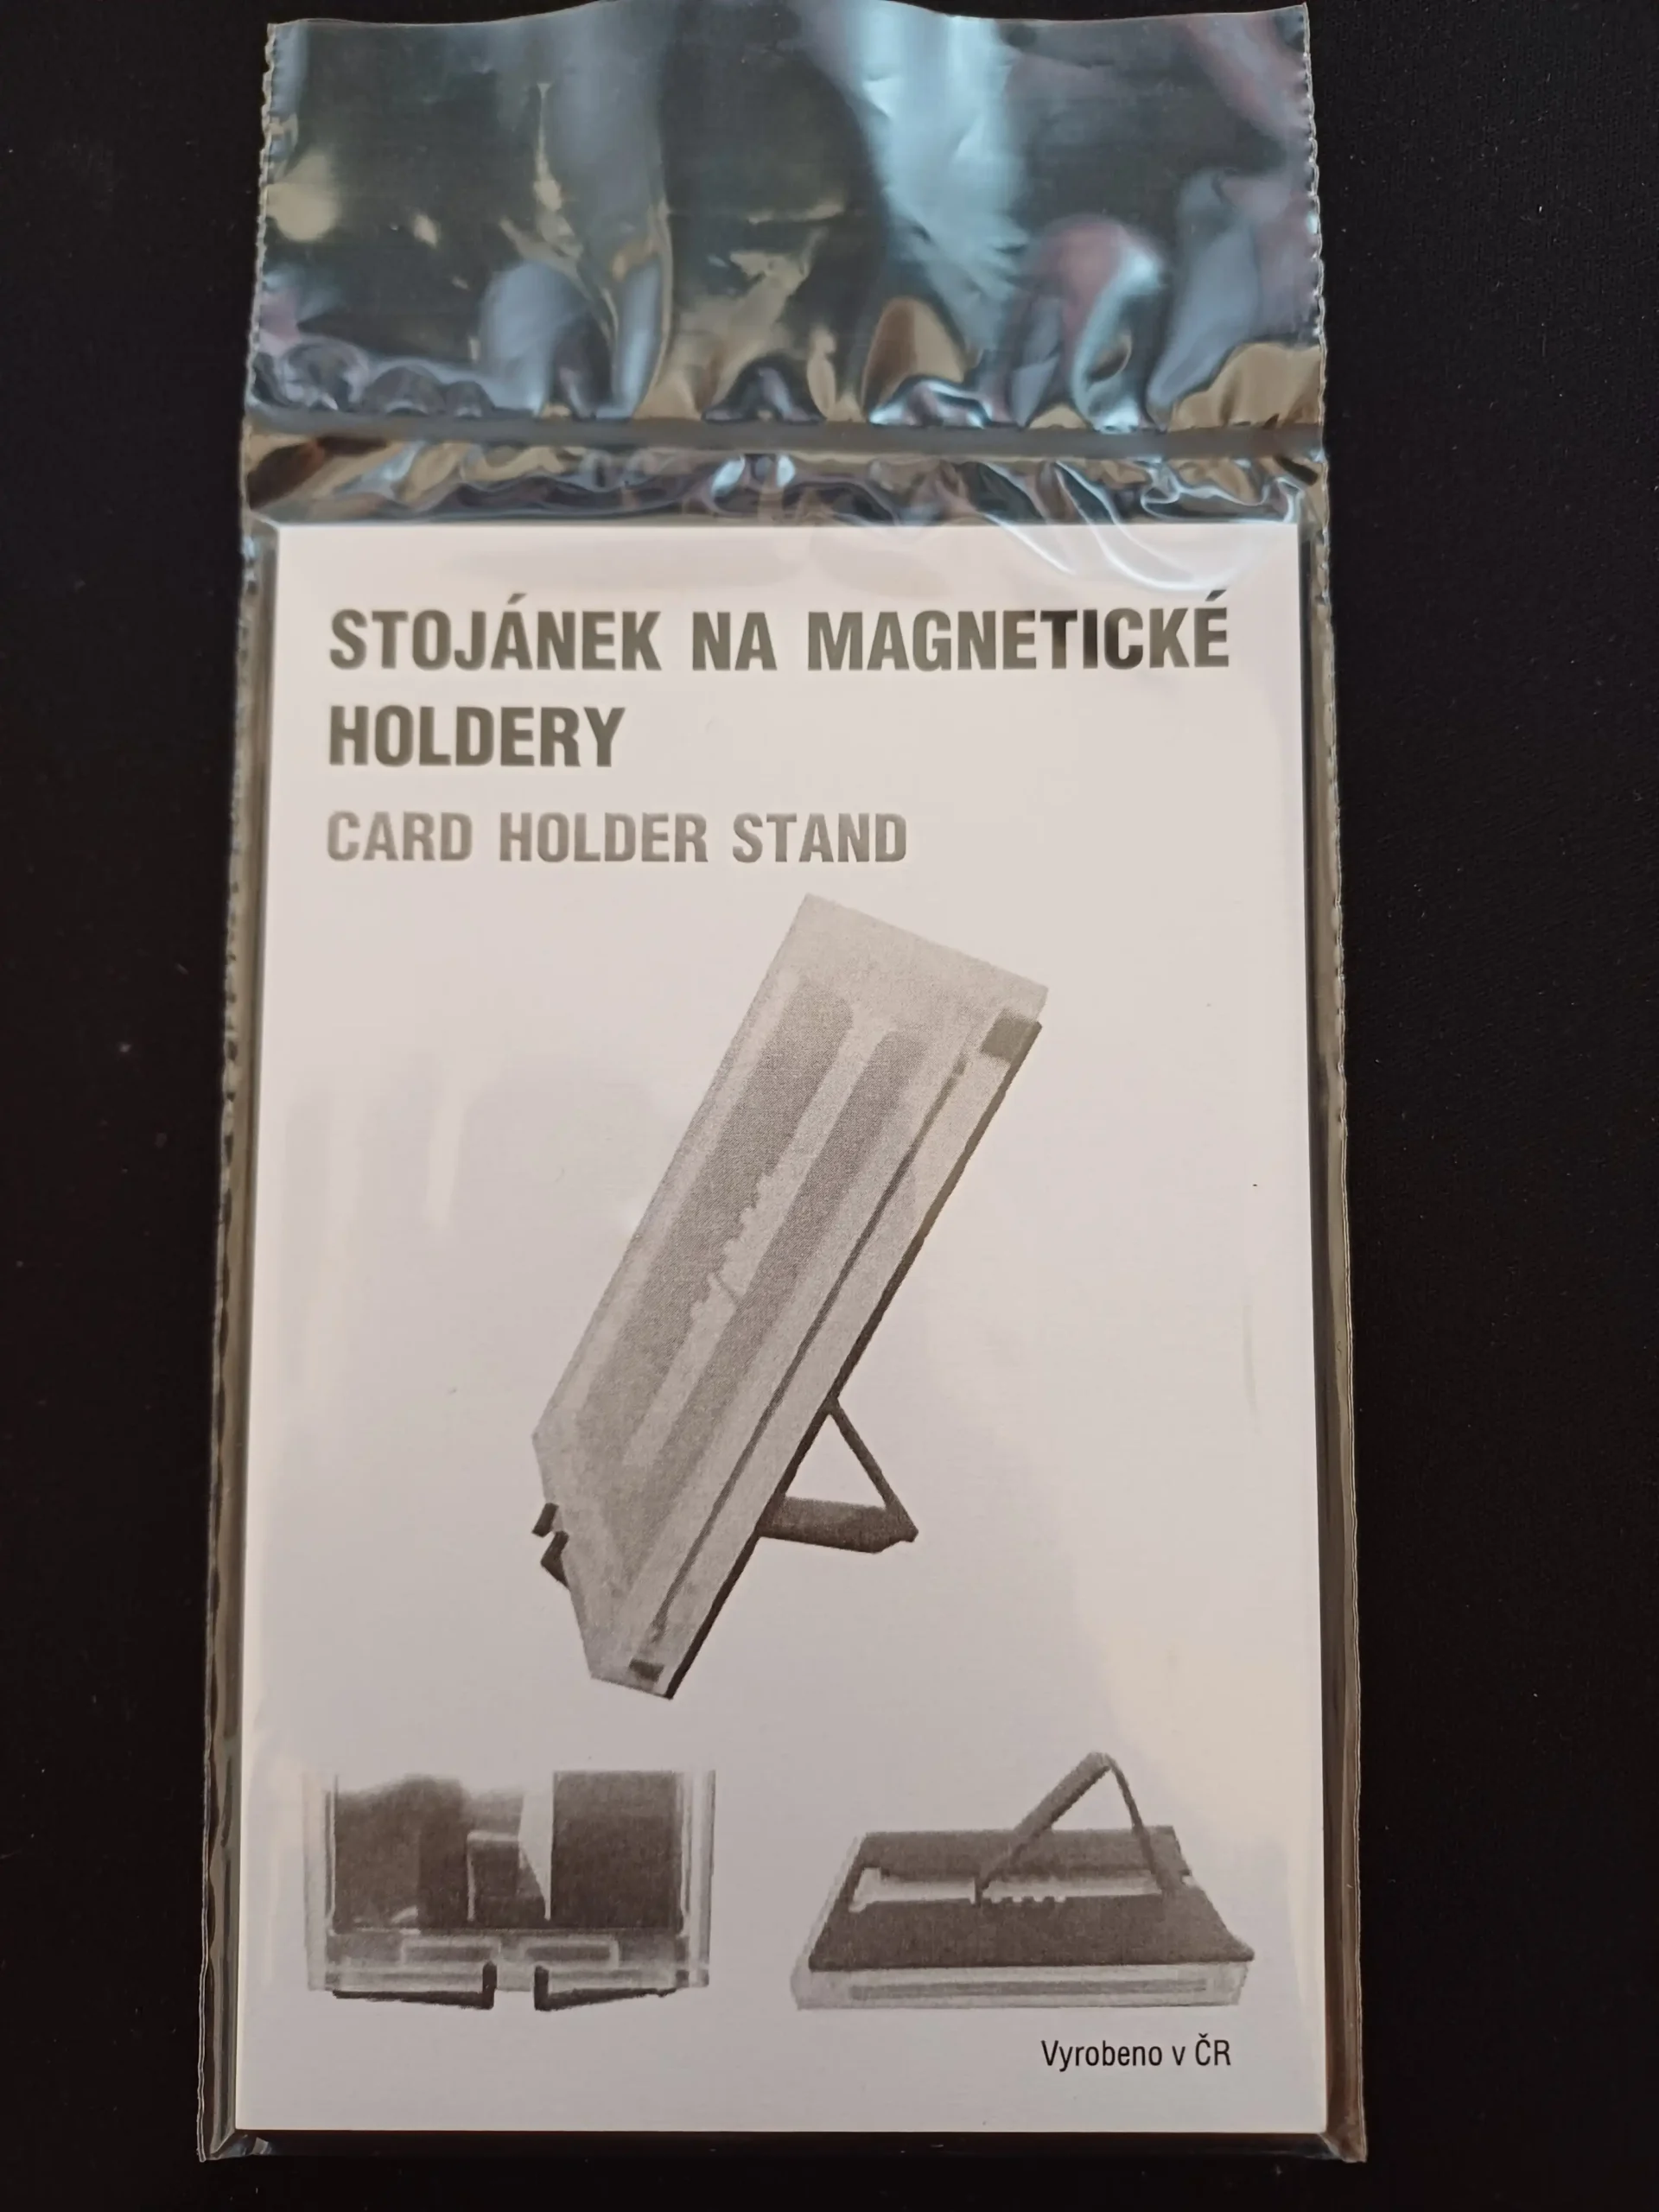 STOJÁNEK NA MAGNETICKÉ
HOLDERY
CARD HOLDER STAND
Vyrobeno v ČR